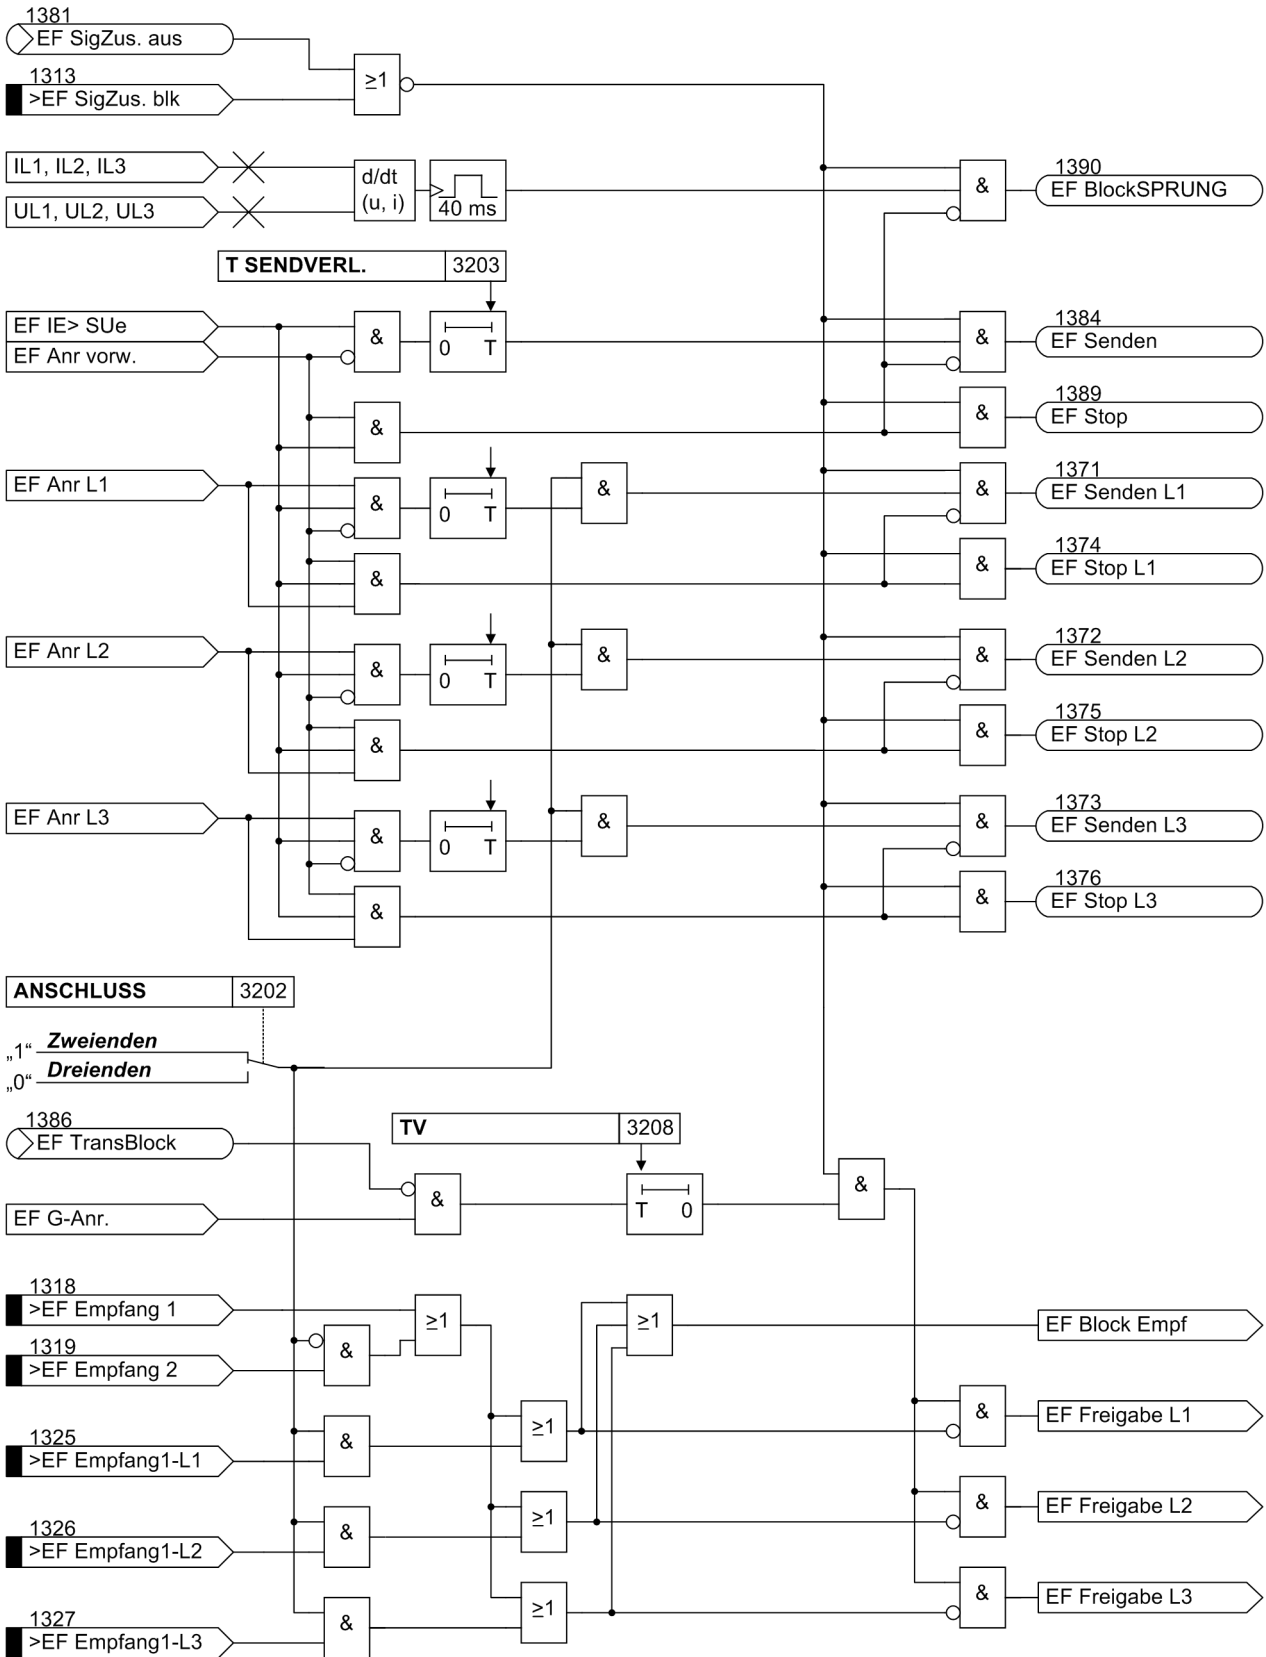 1381
EF SigZus. aus
1313
>EF SigZus. blk
≥1
IL1, IL2, IL3
UL1, UL2, UL3
d/dt
(u, i)
40 ms
&
1390
EF BlockSPRUNG
T SENDVERL. 3203
EF IE> SUe
EF Anr vorw.
&
0 T
&
1384
EF Senden
&
&
1389
EF Stop
EF Anr L1
&
0 T
&
&
1371
EF Senden L1
&
&
1374
EF Stop L1
EF Anr L2
&
0 T
&
&
1372
EF Senden L2
&
&
1375
EF Stop L2
EF Anr L3
&
0 T
&
&
1373
EF Senden L3
&
&
1376
EF Stop L3
ANSCHLUSS 3202
„1“ Zweienden
„0“ Dreienden
1386
EF TransBlock
TV 3208
EF G-Anr.
&
T 0
&
1318
>EF Empfang 1
≥1
≥1
EF Block Empf
1319
>EF Empfang 2
&
1325
>EF Empfang1-L1
&
≥1
&
EF Freigabe L1
1326
>EF Empfang1-L2
&
≥1
&
EF Freigabe L2
1327
>EF Empfang1-L3
&
≥1
&
EF Freigabe L3